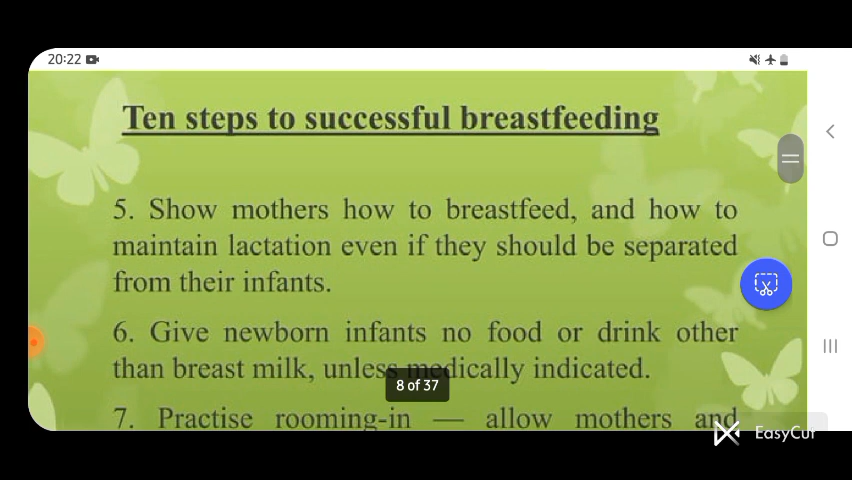 20:22
Ten steps to successful breastfeeding
5. Show mothers how to breastfeed, and how to
maintain lactation even if they should be separated
from their infants.
6. Give newborn infants no food or drink other
than breast milk, unless medically indicated.
8 of 37
7. Practise rooming-in — allow mothers and
EasyCut